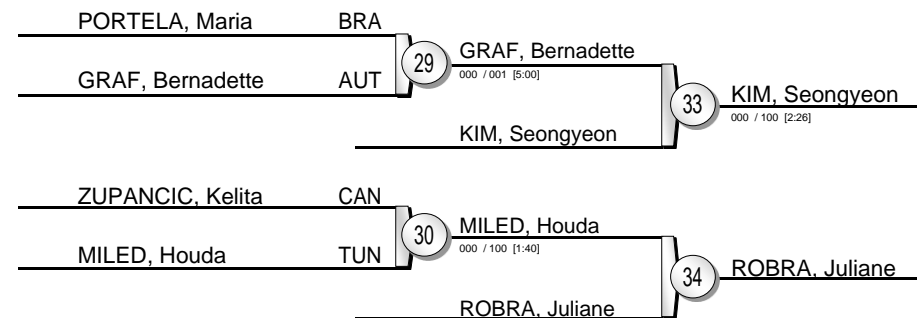 PORTELA, Maria BRA
GRAF, Bernadette AUT
29
GRAF, Bernadette
000 / 001 [5:00]
KIM, Seongyeon
33
KIM, Seongyeon
000 / 100 [2:26]
ZUPANCIC, Kelita CAN
MILED, Houda TUN
30
MILED, Houda
000 / 100 [1:40]
ROBRA, Juliane
34
ROBRA, Juliane